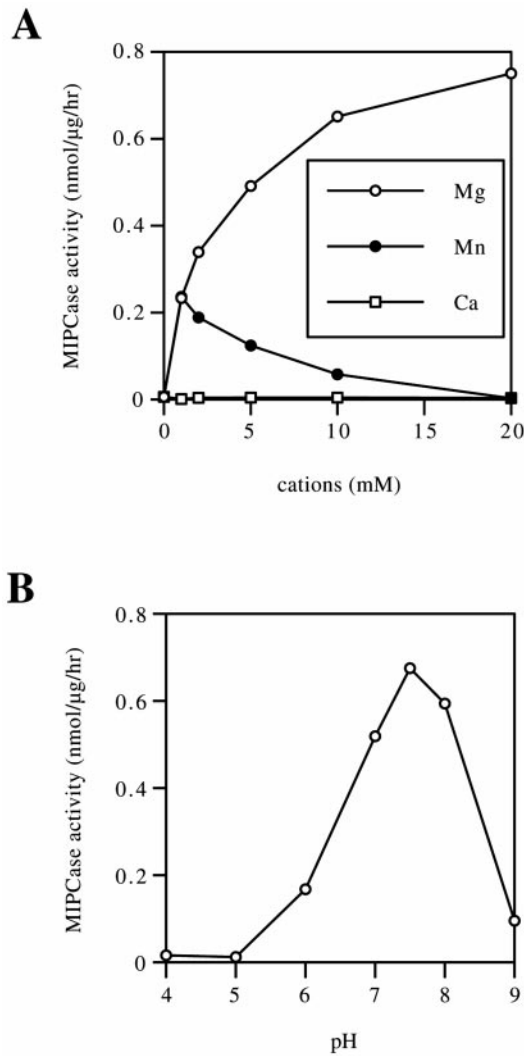 A
MIPCase activity (nmol/μg/hr)
0.8
0.6
0.4
0.2
0
Mg
Mn
Ca
0 5 10 15 20
cations (mM)
B
MIPCase activity (nmol/μg/hr)
0.8
0.6
0.4
0.2
0
4 5 6 7 8 9
pH